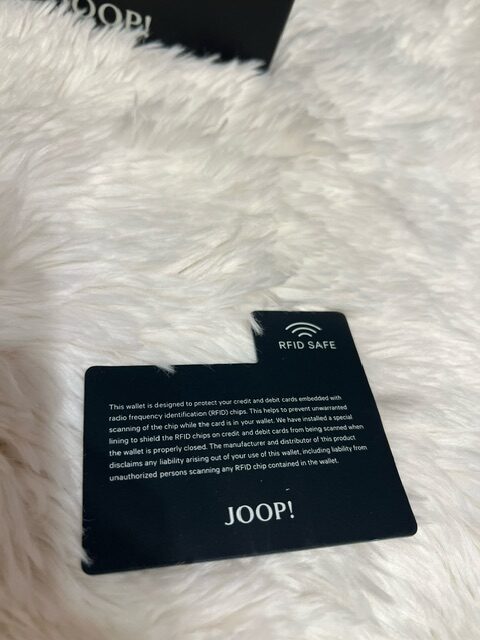 JOOP!
RFID SAFE
This wallet is designed to protect your credit and debit cards embedded with
radio frequency identification (RFID) chips. This helps to prevent unwarranted
scanning of the chip while the card is in your wallet. We have installed a special
lining to shield the RFID chips on credit and debit cards from being scanned when
the wallet is properly closed. The manufacturer and distributor of this product
disclaims any liability arising out of your use of this wallet, including liability from
unauthorized persons scanning any RFID chip contained in the wallet.
JOOP!